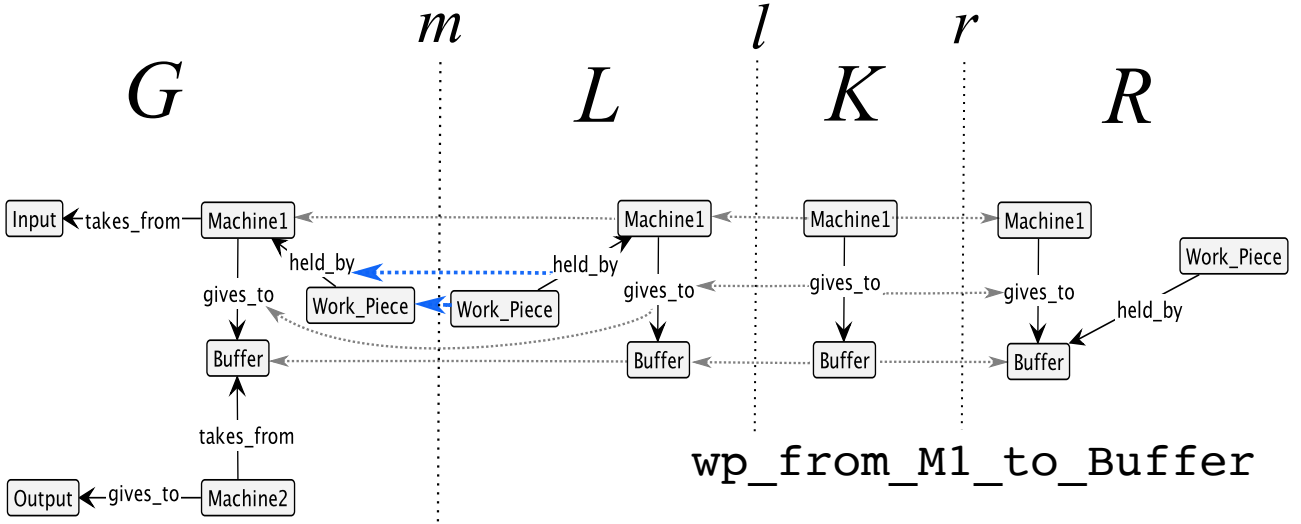 m l r
G L K R
Input takes_from Machine1 Machine1 Machine1 Machine1
held_by held_by Work_Piece
gives_to Work_Piece Work_Piece gives_to gives_to gives_to held_by
Buffer Buffer Buffer Buffer
takes_from
wp_from_M1_to_Buffer
Output gives_to Machine2